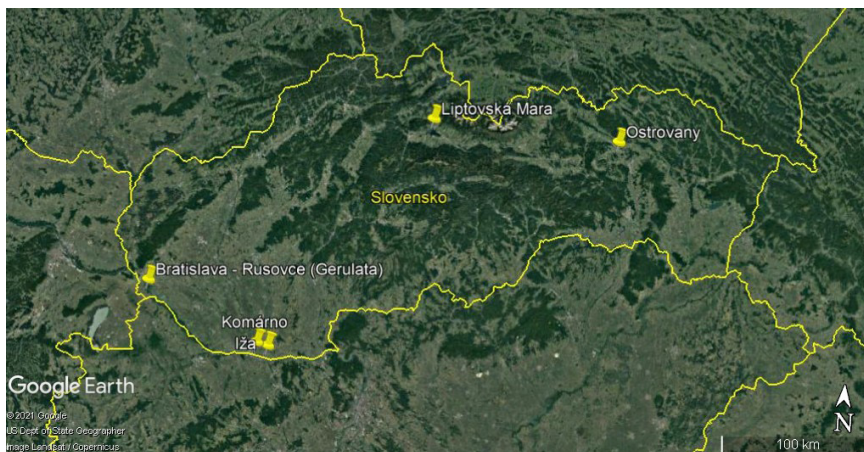 Liptovská Mara
Ostrovany
Slovensko
Bratislava - Rusovce (Gerulata)
Komárno
Iža
Google Earth
©2021 Google
US Dept of State Geographer
Image Landsat / Copernicus
N
100 km